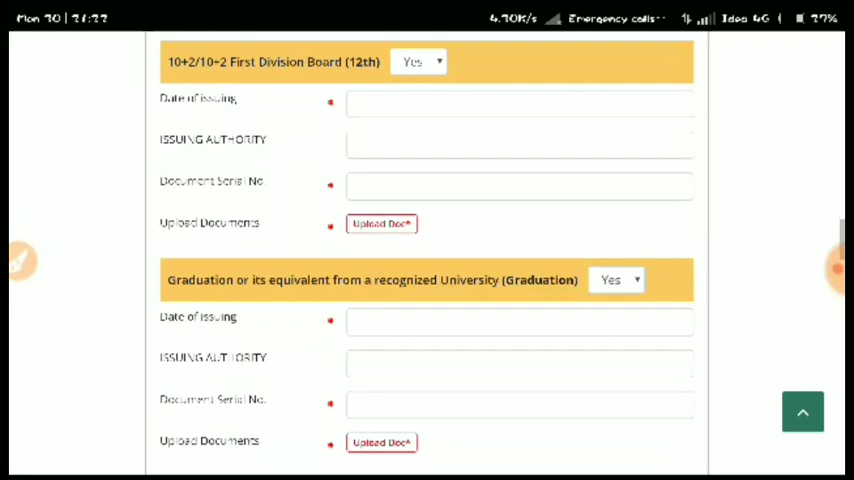 Mon 30 | 21:22 4.30K/s Emergency calls·· Idea 4G 27%
10+2/10+2 First Division Board (12th) Yes
Date of issuing *
ISSUING AUTHORITY
Document Serial No. *
Upload Documents * Upload Doc*
Graduation or its equivalent from a recognized University (Graduation) Yes
Date of issuing *
ISSUING AUTHORITY
Document Serial No. *
Upload Documents * Upload Doc*